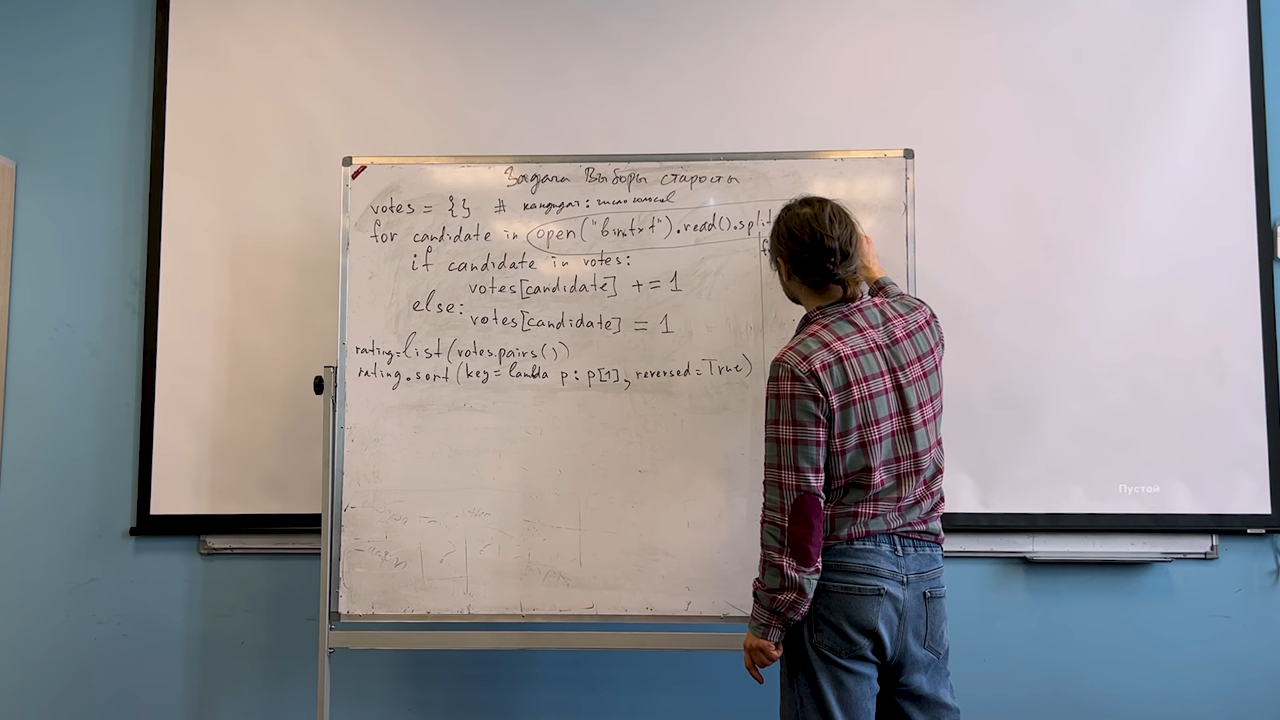 Задача Выборы старосты
votes = {} # кандидат: число голосов
for candidate in open("bin.txt").read().split
if candidate in votes:
votes[candidate] += 1
else:
votes[candidate] = 1
rating=list(votes.pairs())
rating.sort(key=lambda p: p[1], reversed=True)
Пустой